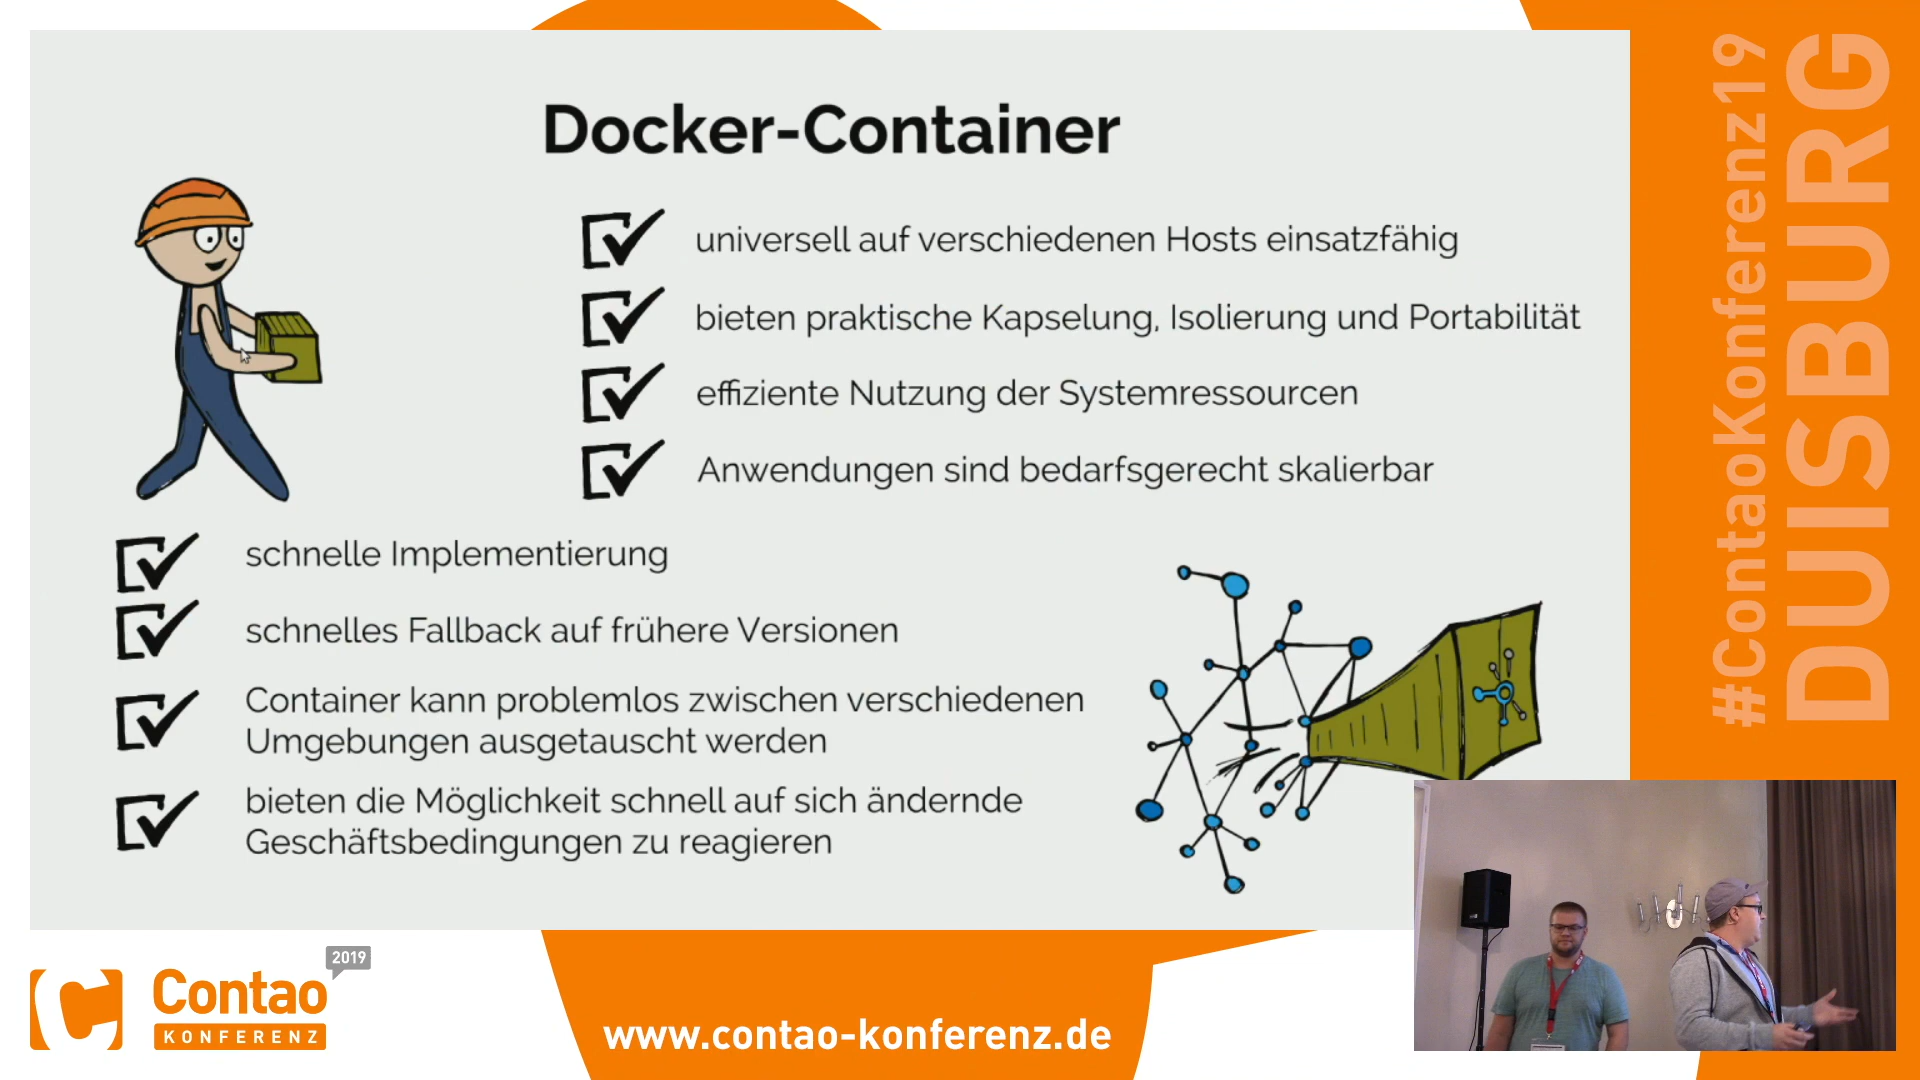 Docker-Container
universell auf verschiedenen Hosts einsatzfähig
bieten praktische Kapselung, Isolierung und Portabilität
effiziente Nutzung der Systemressourcen
Anwendungen sind bedarfsgerecht skalierbar
schnelle Implementierung
schnelles Fallback auf frühere Versionen
Container kann problemlos zwischen verschiedenen
Umgebungen ausgetauscht werden
bieten die Möglichkeit schnell auf sich ändernde
Geschäftsbedingungen zu reagieren
#ContaoKonferenz19
DUISBURG
2019
Contao
KONFERENZ
www.contao-konferenz.de